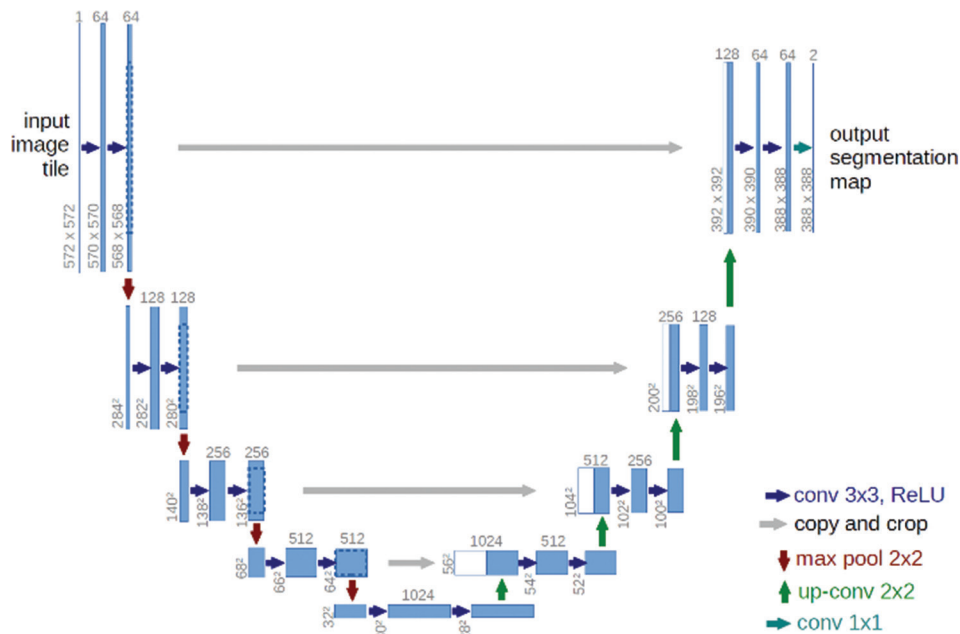 1 64 64
input
image
tile
572 x 572
570 x 570
568 x 568
128 64 64 2
output
segmentation
map
392 x 392
390 x 390
388 x 388
388 x 388
128 128
284²
282²
280²
256 128
200²
198²
196²
256 256
140²
138²
136²
512 256
104²
102²
100²
512 512
68²
66²
64²
1024 512
56²
54²
52²
1024
32²
0²
8²
conv 3x3, ReLU
copy and crop
max pool 2x2
up-conv 2x2
conv 1x1